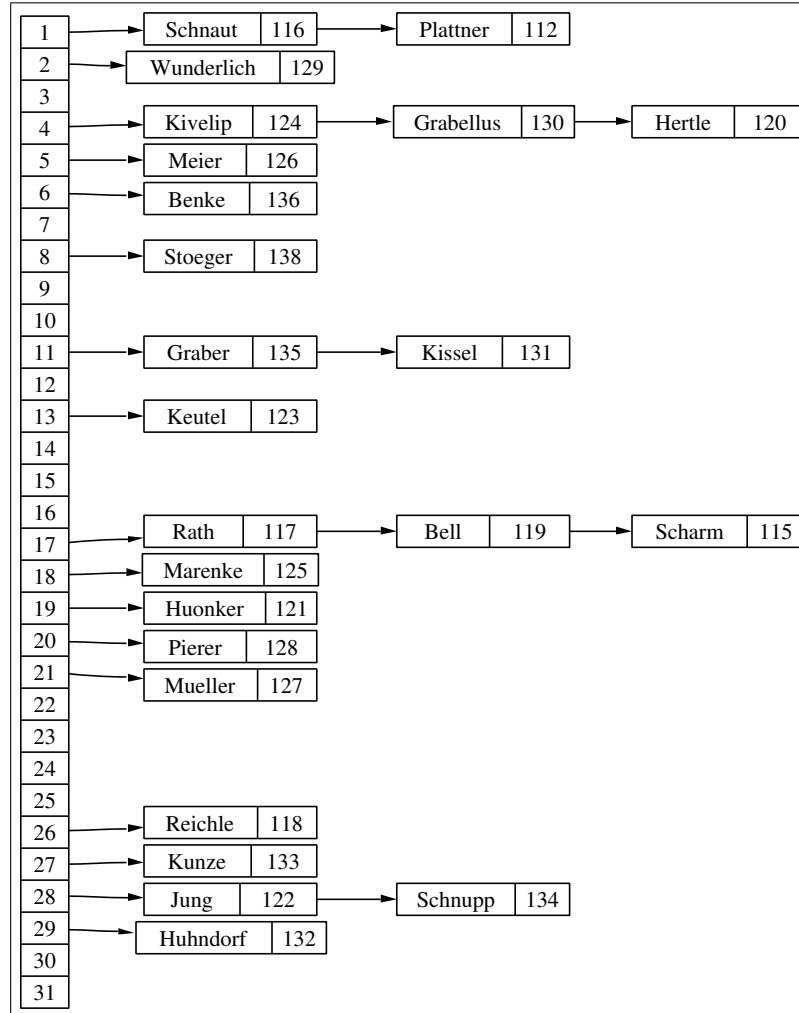 1 Schnaut 116 Plattner 112
2 Wunderlich 129
3
4 Kivelip 124 Grabellus 130 Hertle 120
5 Meier 126
6 Benke 136
7
8 Stoeger 138
9
10
11 Graber 135 Kissel 131
12
13 Keutel 123
14
15
16
17 Rath 117 Bell 119 Scharm 115
18 Marenke 125
19 Huonker 121
20 Pierer 128
21 Mueller 127
22
23
24
25
26 Reichle 118
27 Kunze 133
28 Jung 122 Schnupp 134
29 Huhndorf 132
30
31